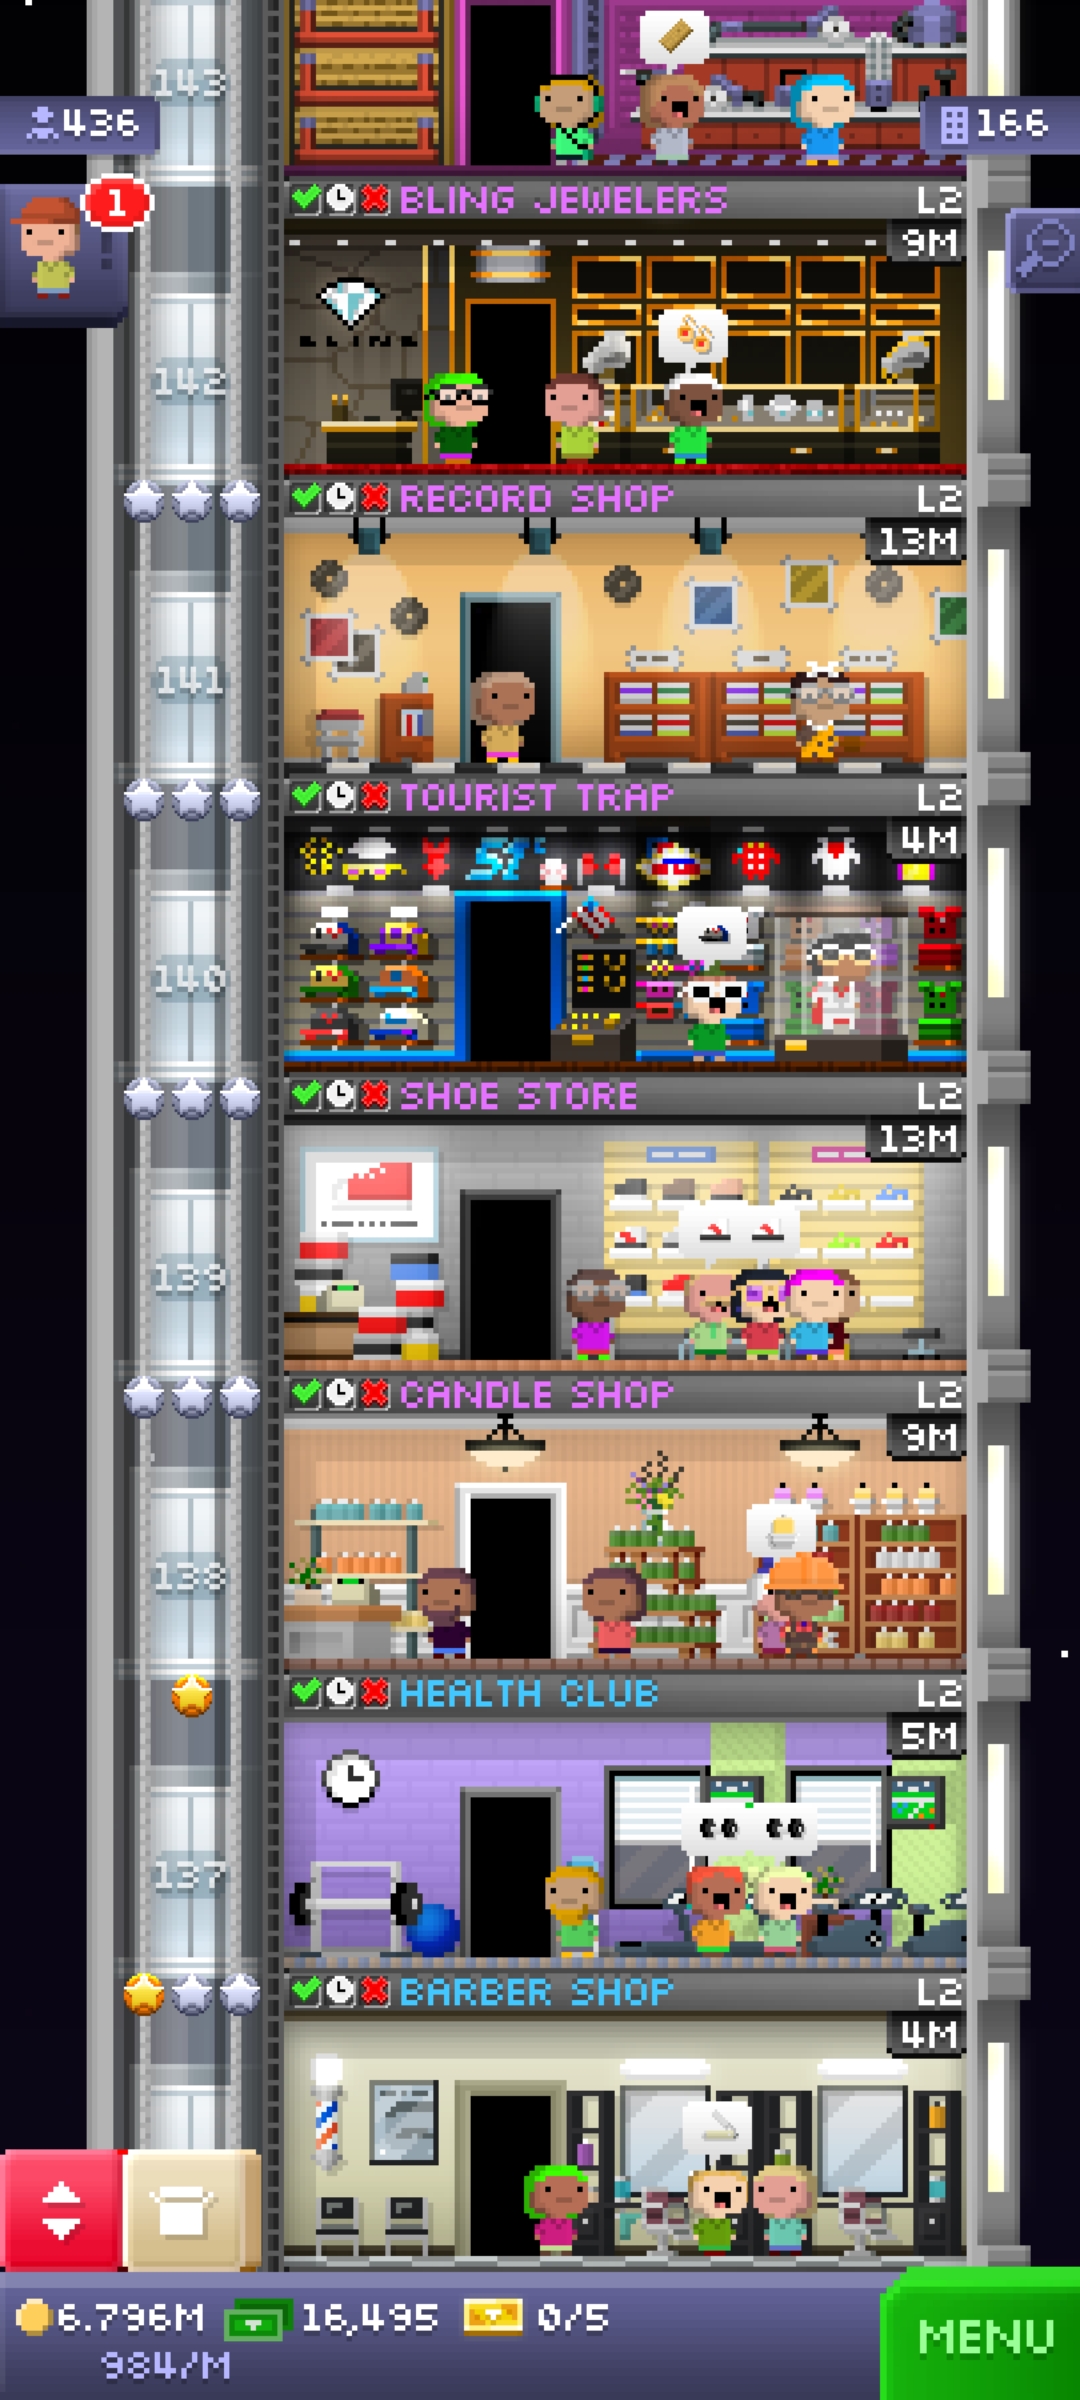 143
436
166
1
BLING JEWELERS L2
9M
BLING
142
RECORD SHOP L2
13M
141
TOURIST TRAP L2
4M
140
SHOE STORE L2
13M
139
CANDLE SHOP L2
9M
138
HEALTH CLUB L2
5M
137
BARBER SHOP L2
4M
6.796M 16,495 0/5
984/M
MENU